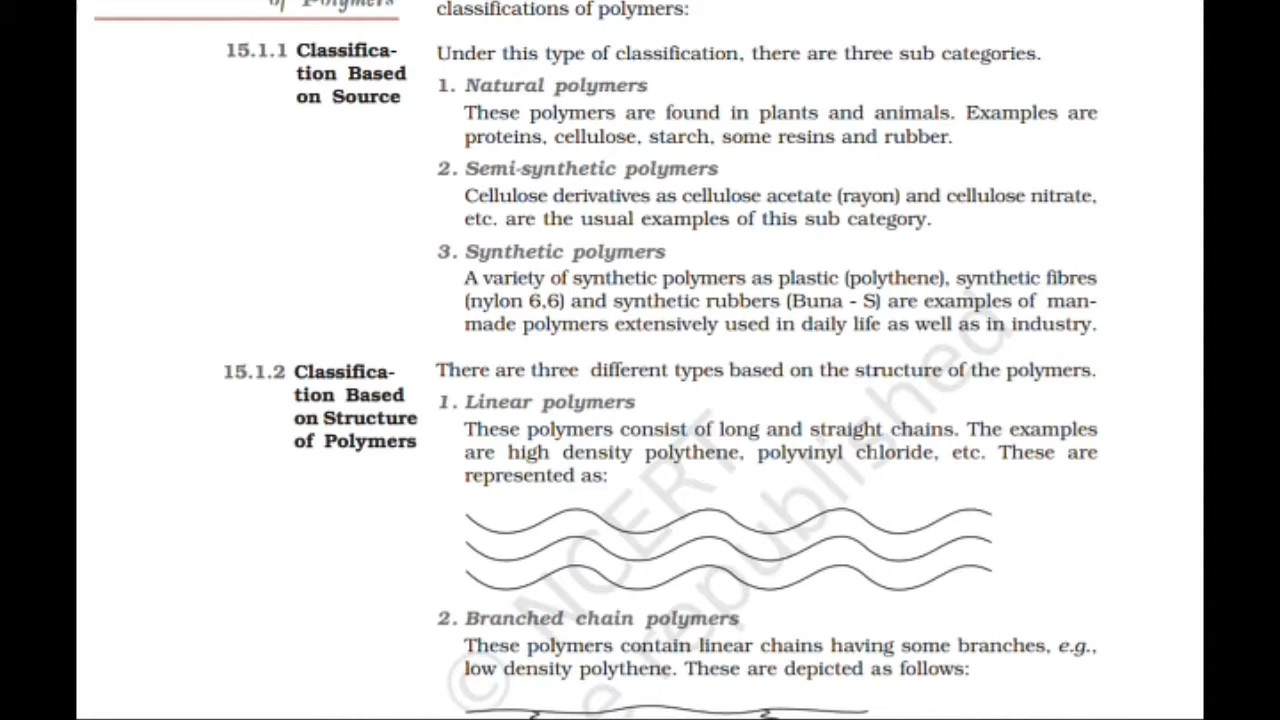 of Polymers
classifications of polymers:
15.1.1 Classifica-
tion Based
on Source
Under this type of classification, there are three sub categories.
1. Natural polymers
These polymers are found in plants and animals. Examples are
proteins, cellulose, starch, some resins and rubber.
2. Semi-synthetic polymers
Cellulose derivatives as cellulose acetate (rayon) and cellulose nitrate,
etc. are the usual examples of this sub category.
3. Synthetic polymers
A variety of synthetic polymers as plastic (polythene), synthetic fibres
(nylon 6,6) and synthetic rubbers (Buna - S) are examples of man-
made polymers extensively used in daily life as well as in industry.
15.1.2 Classifica-
tion Based
on Structure
of Polymers
There are three different types based on the structure of the polymers.
1. Linear polymers
These polymers consist of long and straight chains. The examples
are high density polythene, polyvinyl chloride, etc. These are
represented as:
2. Branched chain polymers
These polymers contain linear chains having some branches, e.g.,
low density polythene. These are depicted as follows:
© NCERT
e republished